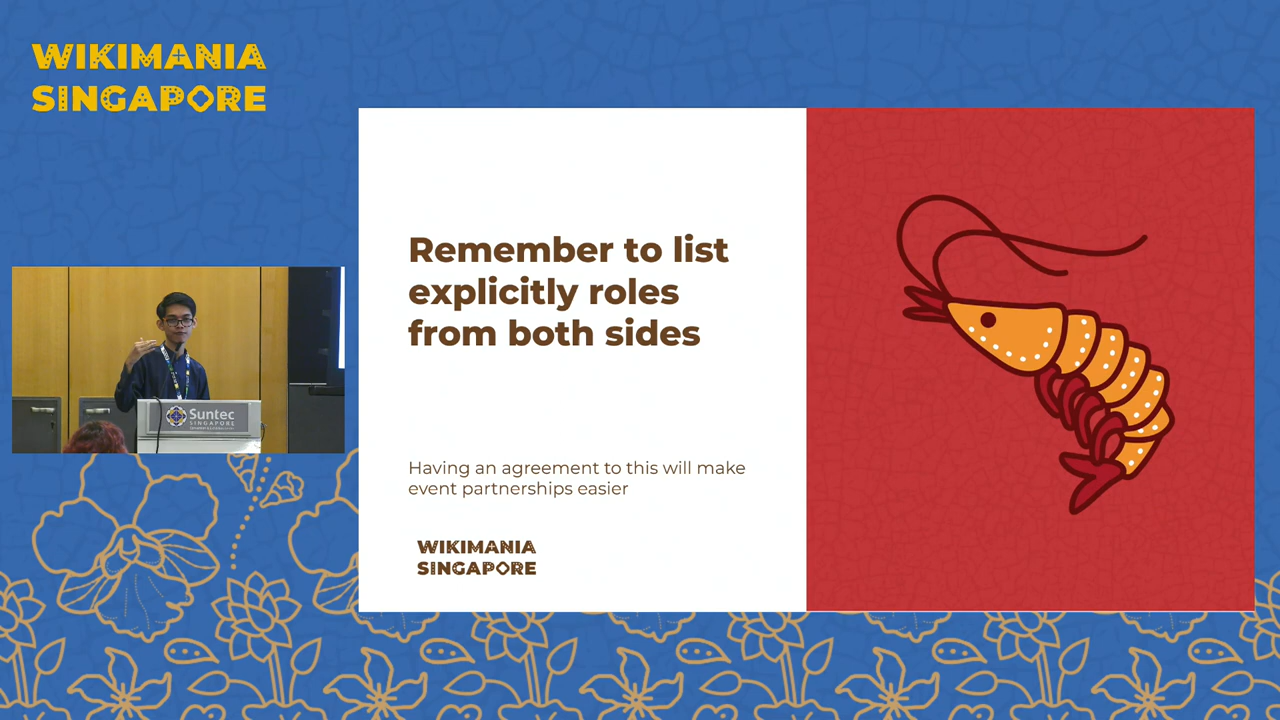 WIKIMANIA
SINGAPORE
Remember to list
explicitly roles
from both sides
Suntec
SINGAPORE
Having an agreement to this will make
event partnerships easier
WIKIMANIA
SINGAPORE